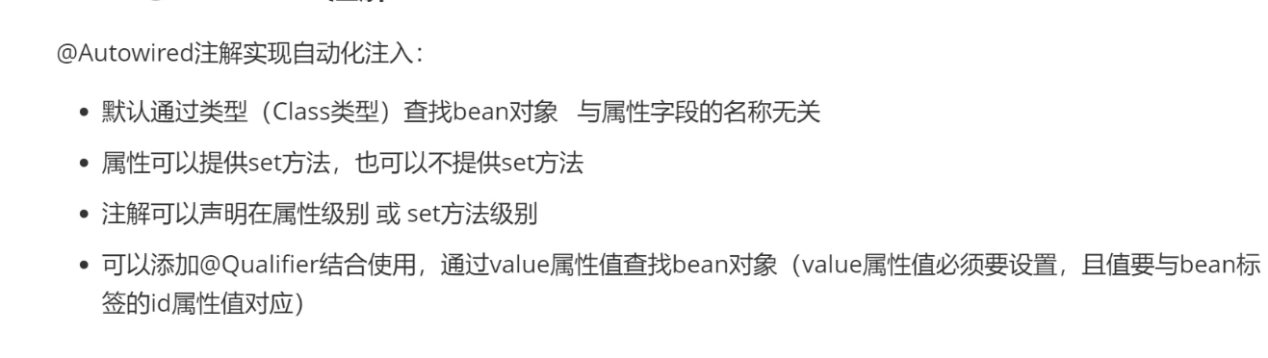 @Autowired注解实现自动化注入：
默认通过类型（Class类型）查找bean对象 与属性字段的名称无关
属性可以提供set方法，也可以不提供set方法
注解可以声明在属性级别 或 set方法级别
可以添加@Qualifier结合使用，通过value属性值查找bean对象（value属性值必须要设置，且值要与bean标
签的id属性值对应）